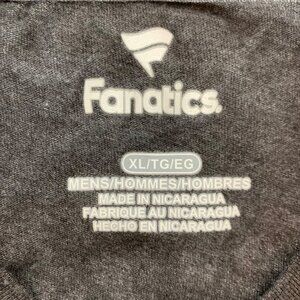 Fanatics.
XL/TG/EG
MENS/HOMMES/HOMBRES
MADE IN NICARAGUA
FABRIQUE AU NICARAGUA
HECHO EN NICARAGUA